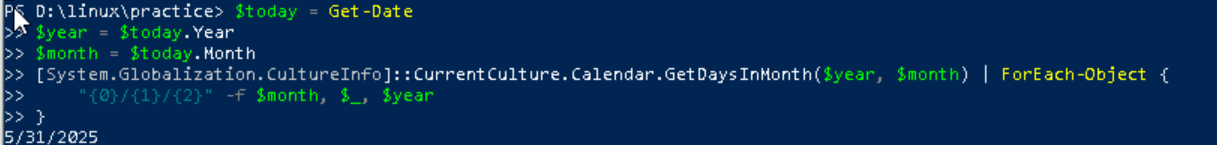 PS D:\linux\practice> $today = Get-Date
>> $year = $today.Year
>> $month = $today.Month
>> [System.Globalization.CultureInfo]::CurrentCulture.Calendar.GetDaysInMonth($year, $month) | ForEach-Object {
>>     "{0}/{1}/{2}" -f $month, $_, $year
>> }
5/31/2025